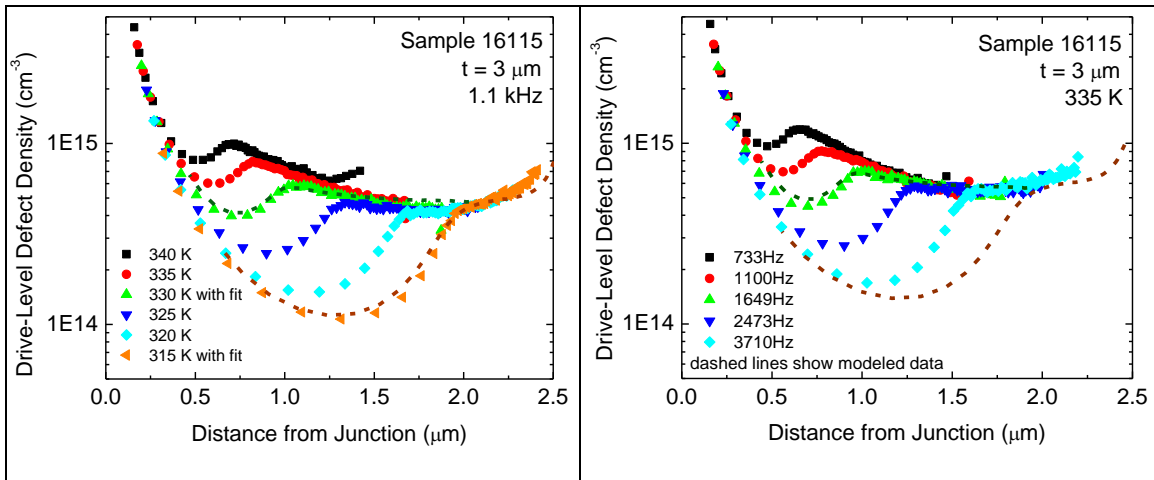 Drive-Level Defect Density (cm⁻³)
1E15
1E14
Sample 16115
t = 3 μm
1.1 kHz
340 K
335 K
330 K with fit
325 K
320 K
315 K with fit
0.0 0.5 1.0 1.5 2.0 2.5
Distance from Junction (μm)
Drive-Level Defect Density (cm⁻³)
1E15
1E14
Sample 16115
t = 3 μm
335 K
733Hz
1100Hz
1649Hz
2473Hz
3710Hz
dashed lines show modeled data
0.0 0.5 1.0 1.5 2.0 2.5
Distance from Junction (μm)